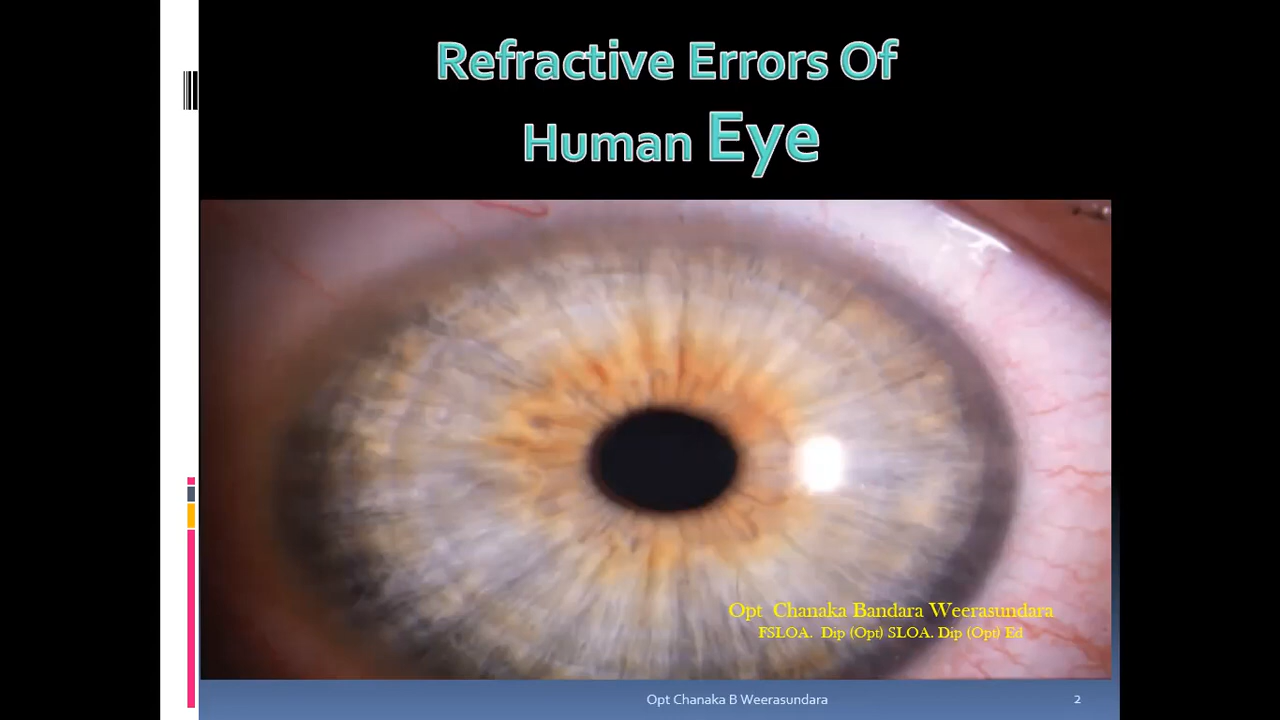 Refractive Errors Of
Human Eye
Opt Chanaka Bandara Weerasundara
FSLOA. Dip (Opt) SLOA. Dip (Opt) Ed
Opt Chanaka B Weerasundara
2